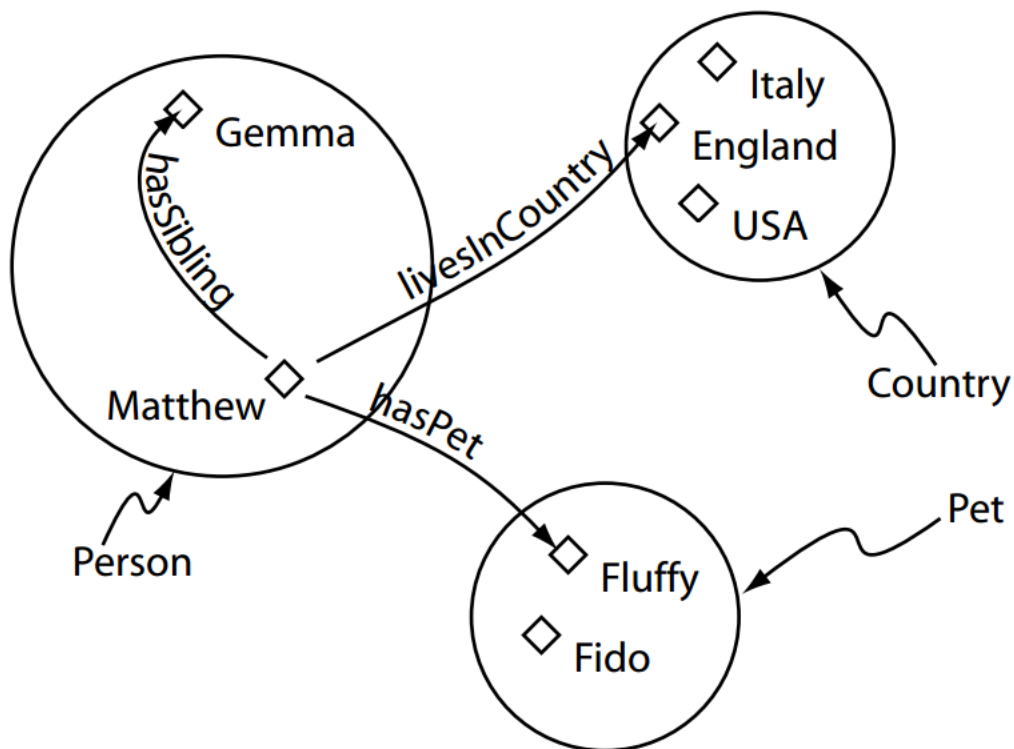 Gemma
hasSibling
Matthew
Person
livesInCountry
Italy
England
USA
Country
hasPet
Fluffy
Fido
Pet